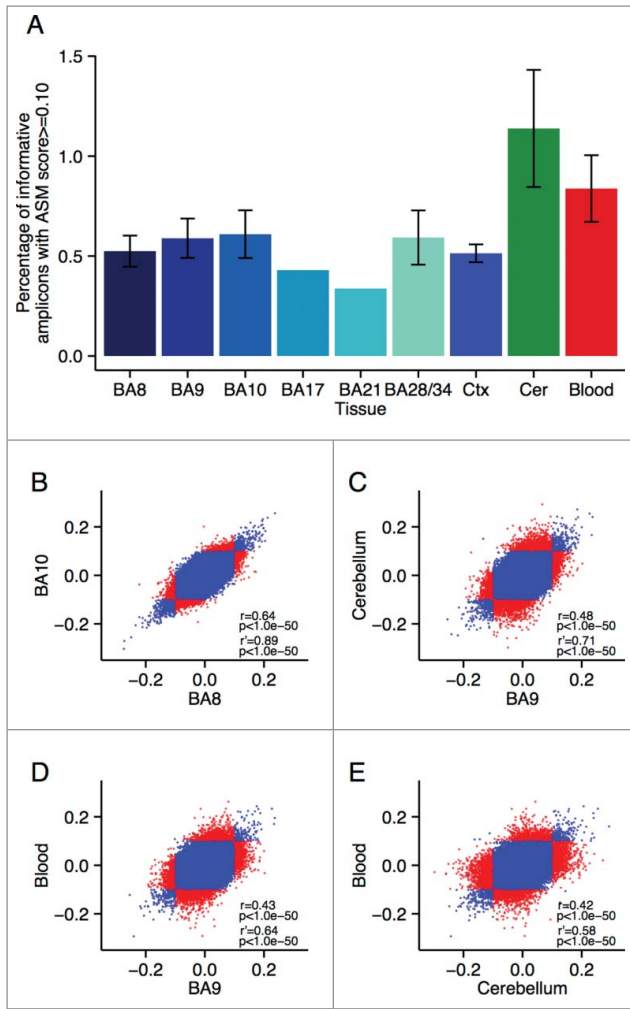 A
Percentage of informative
amplicons with ASM score>=0.10
1.5
1.0
0.5
0.0
BA8 BA9 BA10 BA17 BA21 BA28/34 Ctx Cer Blood
Tissue
B
BA10
0.2
0.0
−0.2
r=0.64
p<1.0e−50
r'=0.89
p<1.0e−50
−0.2 0.0 0.2
BA8
C
Cerebellum
0.2
0.0
−0.2
r=0.48
p<1.0e−50
r'=0.71
p<1.0e−50
−0.2 0.0 0.2
BA9
D
Blood
0.2
0.0
−0.2
r=0.43
p<1.0e−50
r'=0.64
p<1.0e−50
−0.2 0.0 0.2
BA9
E
Blood
0.2
0.0
−0.2
r=0.42
p<1.0e−50
r'=0.58
p<1.0e−50
−0.2 0.0 0.2
Cerebellum